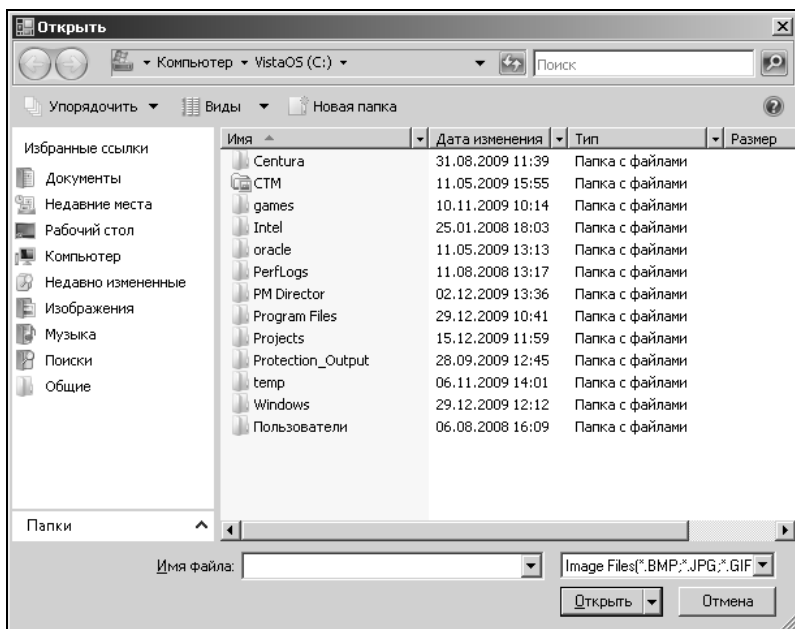 Открыть
Компьютер VistaOS (C:)
Поиск
Упорядочить Виды Новая папка
Избранные ссылки
Документы
Недавние места
Рабочий стол
Компьютер
Недавно измененные
Изображения
Музыка
Поиски
Общие
Папки
Имя Дата изменения Тип Размер
Centura 31.08.2009 11:39 Папка с файлами
CTM 11.05.2009 15:55 Папка с файлами
games 10.11.2009 10:14 Папка с файлами
Intel 25.01.2008 18:03 Папка с файлами
oracle 11.05.2009 13:13 Папка с файлами
PerfLogs 11.08.2008 13:17 Папка с файлами
PM Director 02.12.2009 13:36 Папка с файлами
Program Files 29.12.2009 10:41 Папка с файлами
Projects 15.12.2009 11:59 Папка с файлами
Protection_Output 28.09.2009 12:45 Папка с файлами
temp 06.11.2009 14:01 Папка с файлами
Windows 29.12.2009 12:12 Папка с файлами
Пользователи 06.08.2008 16:09 Папка с файлами
Имя файла:
Image Files(*.BMP;*.JPG;*.GIF
Открыть Отмена